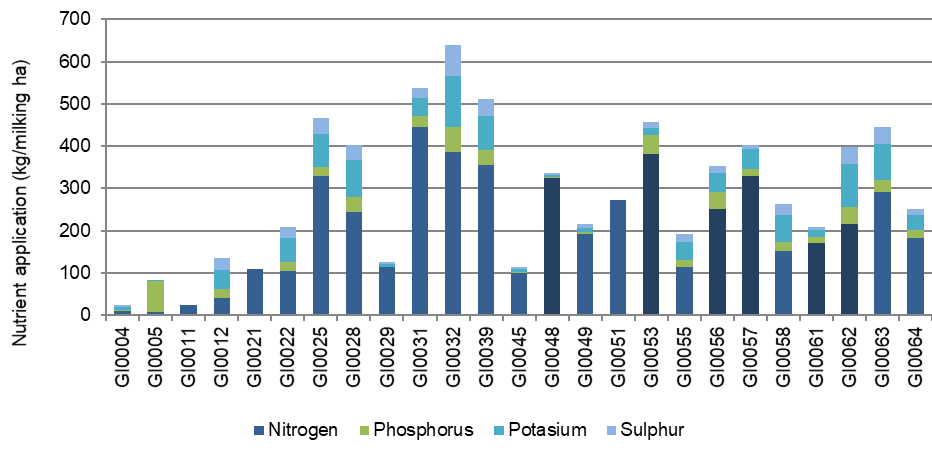 Nutrient application (kg/milking ha)
700
600
500
400
300
200
100
0
GI0004
GI0005
GI0011
GI0012
GI0021
GI0022
GI0025
GI0028
GI0029
GI0031
GI0032
GI0039
GI0045
GI0048
GI0049
GI0051
GI0053
GI0055
GI0056
GI0057
GI0058
GI0061
GI0062
GI0063
GI0064
Nitrogen Phosphorus Potasium Sulphur